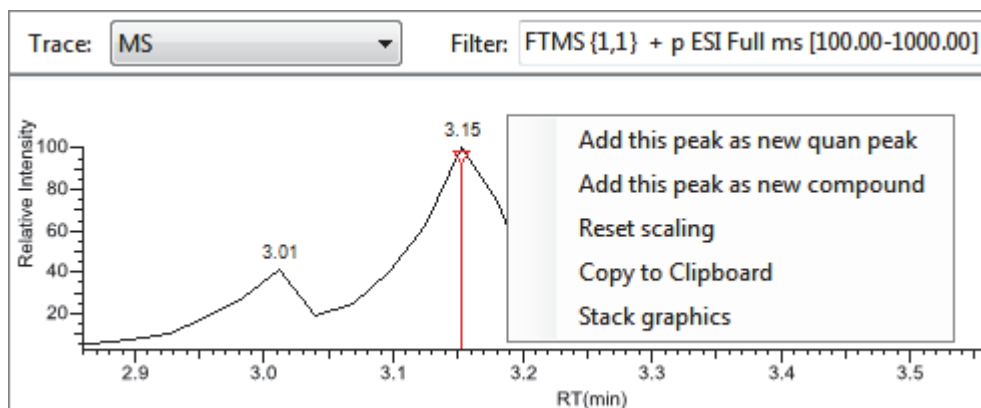 Trace: MS Filter: FTMS {1,1} + p ESI Full ms [100.00-1000.00]
Relative Intensity
100
80
60
40
20
3.01
3.15
Add this peak as new quan peak
Add this peak as new compound
Reset scaling
Copy to Clipboard
Stack graphics
2.9 3.0 3.1 3.2 3.3 3.4 3.5
RT(min)